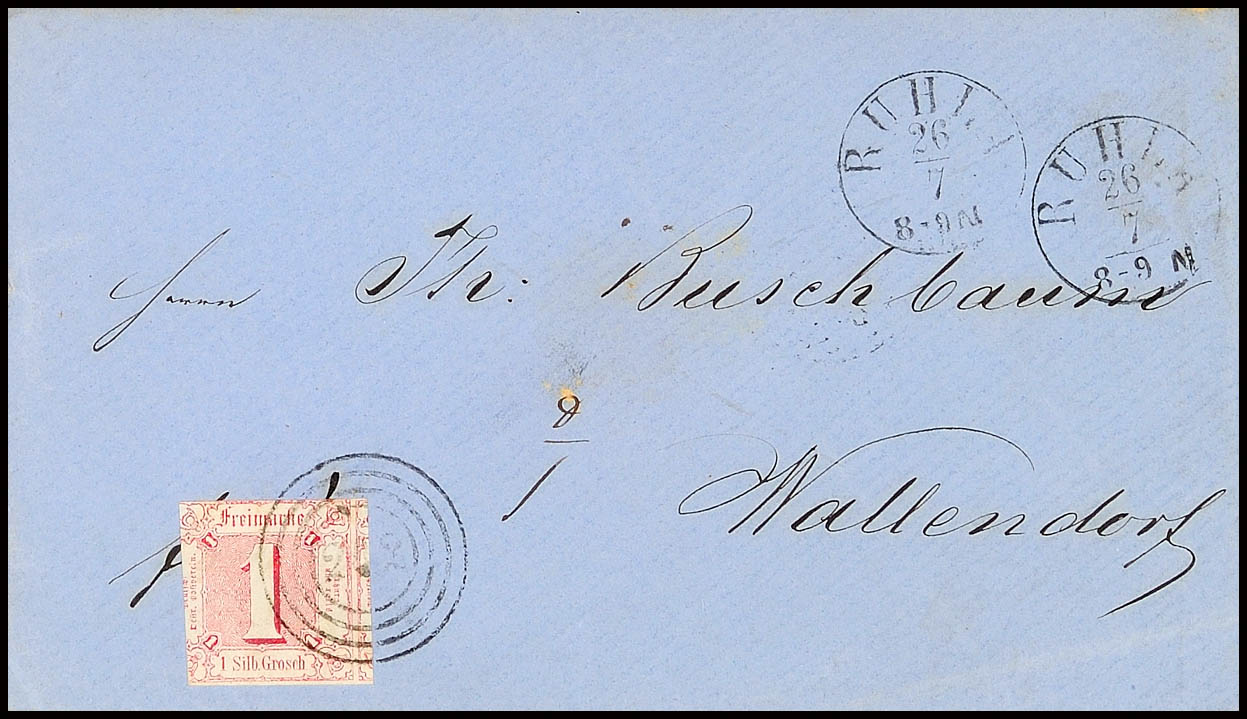 RUHLA
26
7
8-9 N
RUHLA
26
7
8-9 N
Herrn Th: Buschbaum
Wallendorf
Freimarke
1
1 Silb. Grosch